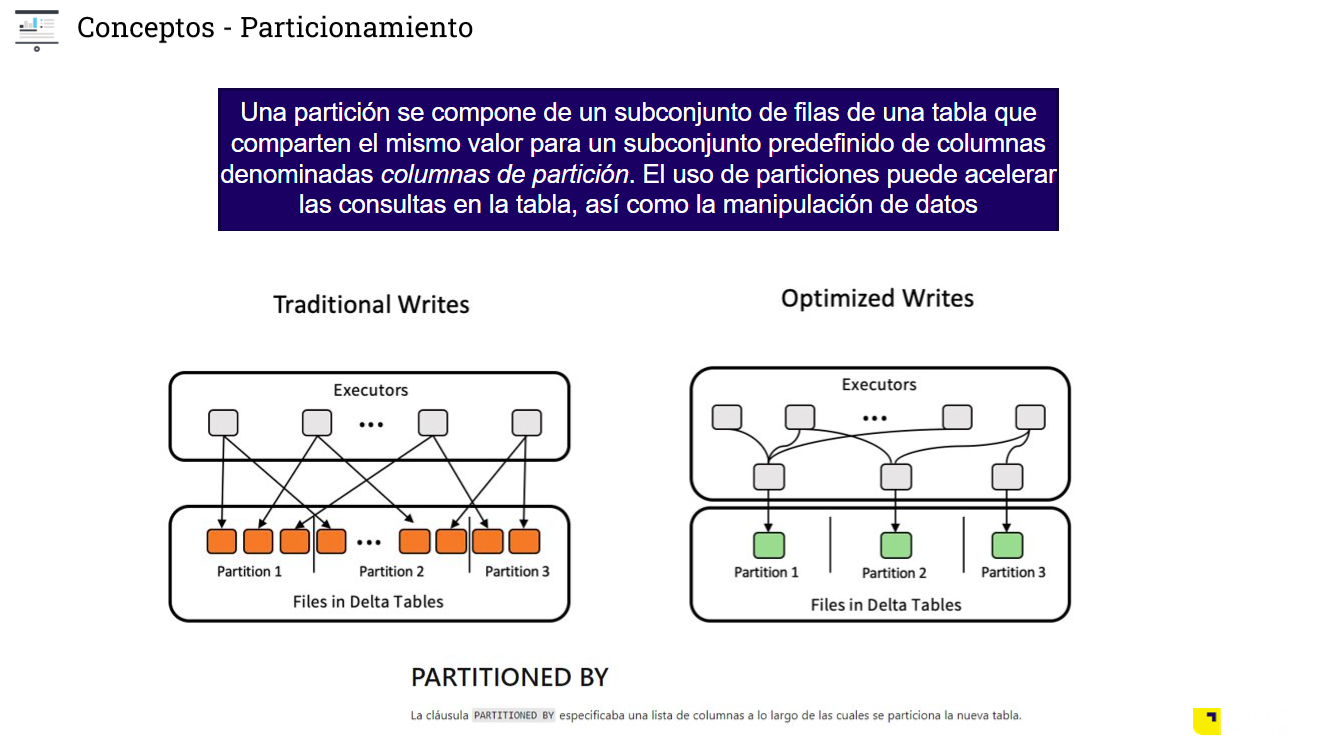 Conceptos - Particionamiento
Una partición se compone de un subconjunto de filas de una tabla que
comparten el mismo valor para un subconjunto predefinido de columnas
denominadas columnas de partición. El uso de particiones puede acelerar
las consultas en la tabla, así como la manipulación de datos
Traditional Writes
Executors
Partition 1
Partition 2
Partition 3
Files in Delta Tables
Optimized Writes
Executors
Partition 1
Partition 2
Partition 3
Files in Delta Tables
PARTITIONED BY
La cláusula PARTITIONED BY especificaba una lista de columnas a lo largo de las cuales se particiona la nueva tabla.